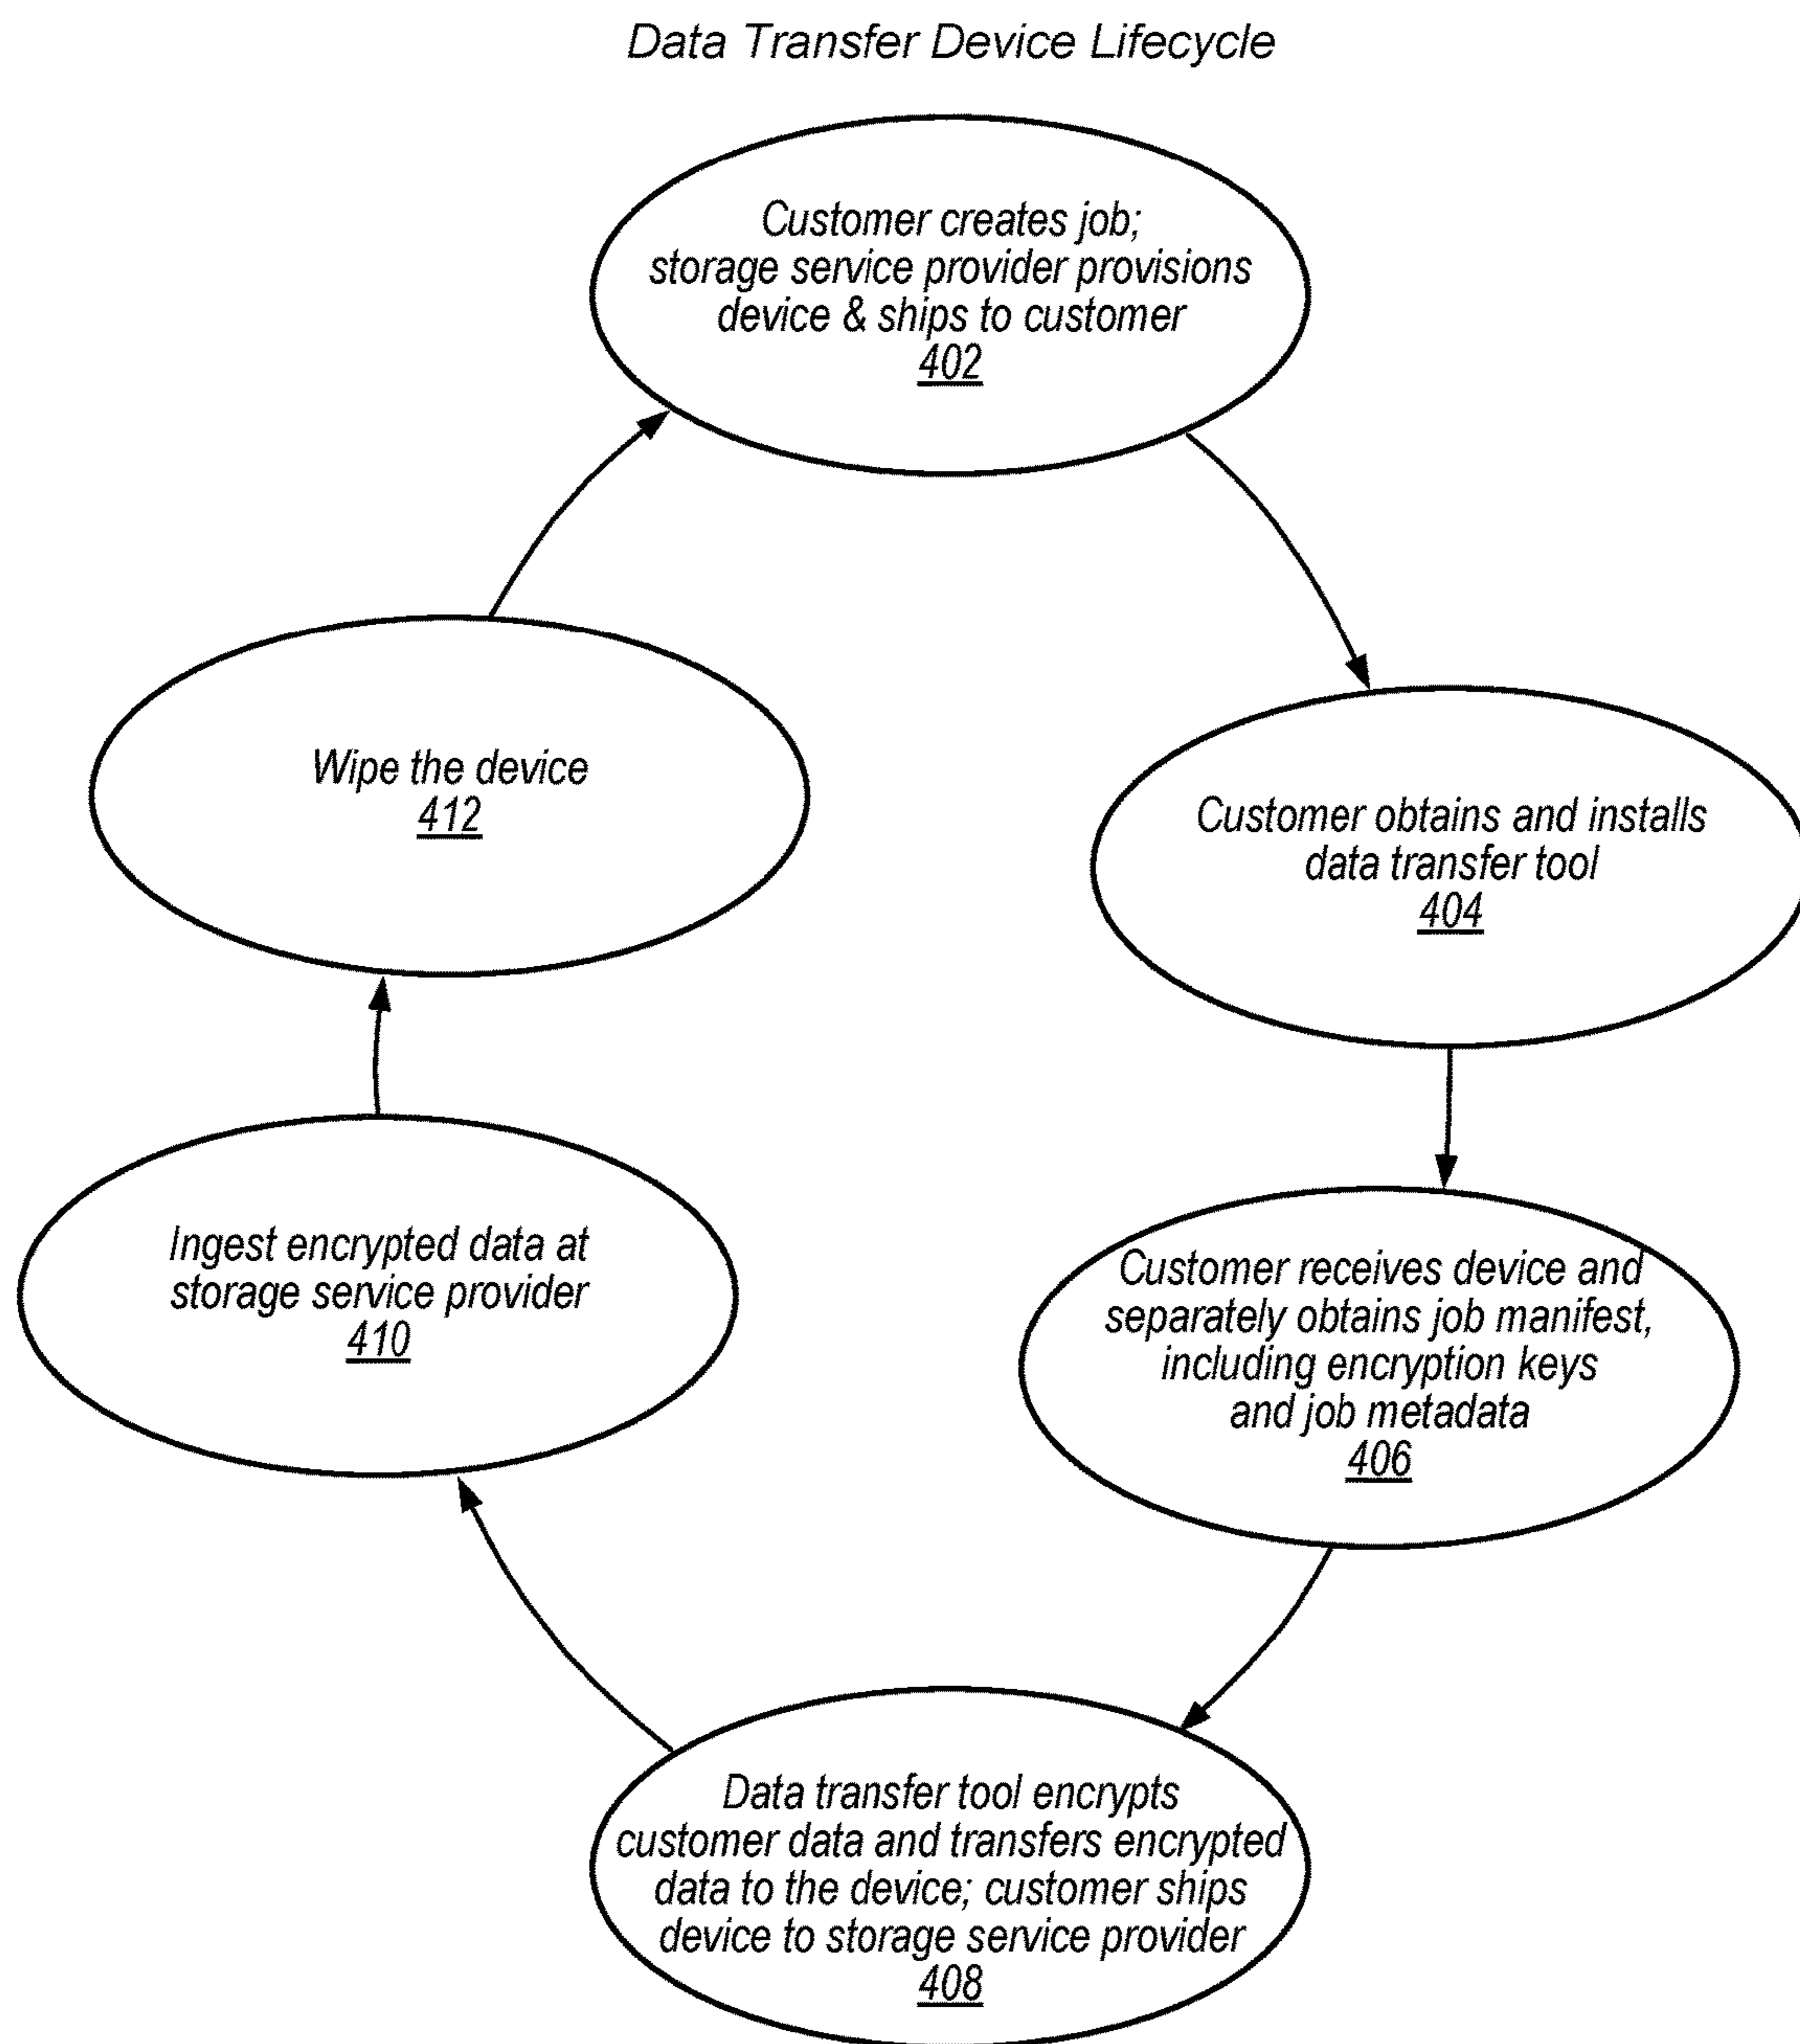 Data Transfer Device Lifecycle
Customer creates job;
storage service provider provisions
device & ships to customer
402
Customer obtains and installs
data transfer tool
404
Customer receives device and
separately obtains job manifest,
including encryption keys
and job metadata
406
Data transfer tool encrypts
customer data and transfers encrypted
data to the device; customer ships
device to storage service provider
408
Ingest encrypted data at
storage service provider
410
Wipe the device
412